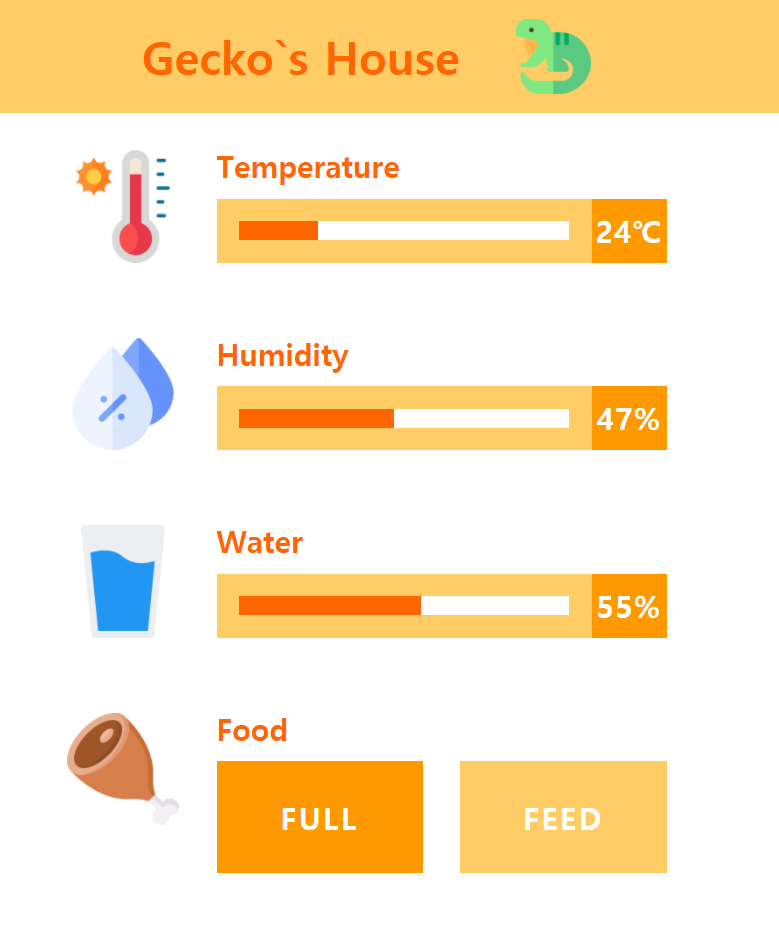 Gecko`s House
Temperature
24℃
Humidity
47%
Water
55%
Food
FULL
FEED